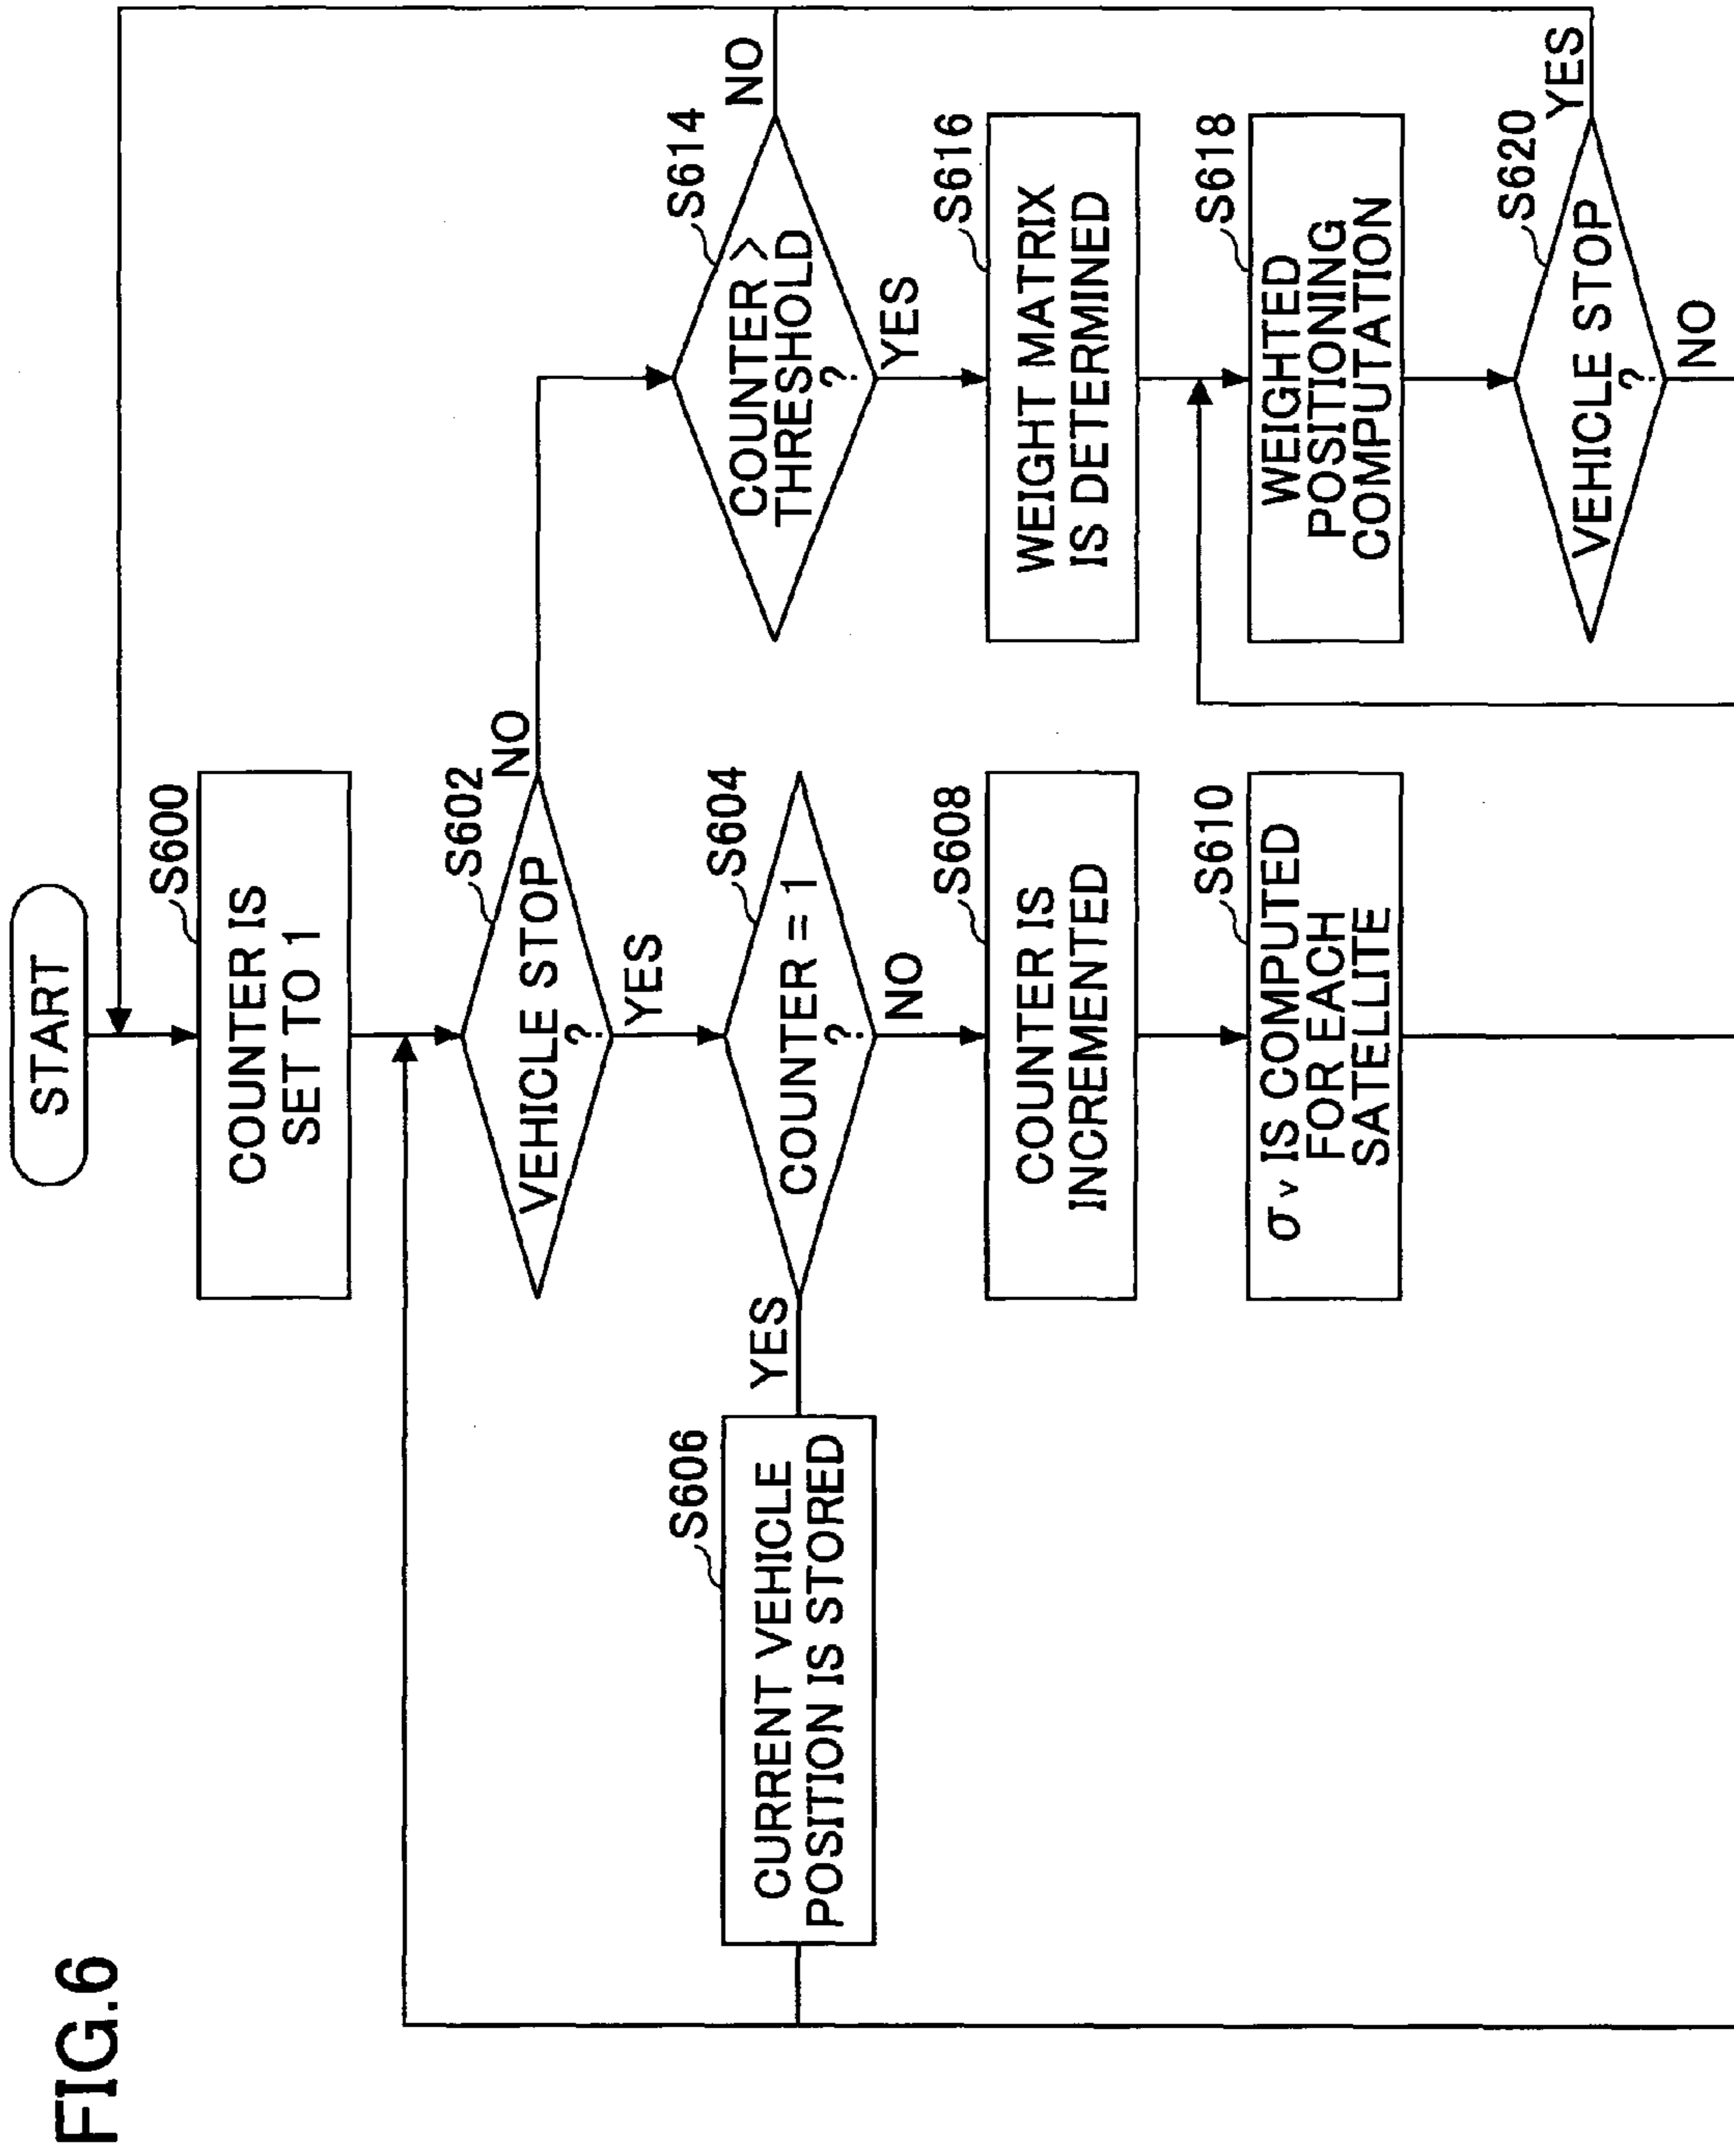 FIG.6
START
S600
COUNTER IS
SET TO 1
S602
VEHICLE STOP
?
NO
YES
S604
COUNTER = 1
?
YES
NO
S606
CURRENT VEHICLE
POSITION IS STORED
S608
COUNTER IS
INCREMENTED
S610
σv IS COMPUTED
FOR EACH
SATELLITE
S614
COUNTER >
THRESHOLD
?
NO
YES
S616
WEIGHT MATRIX
IS DETERMINED
S618
WEIGHTED
POSITIONING
COMPUTATION
S620
VEHICLE STOP
?
YES
NO